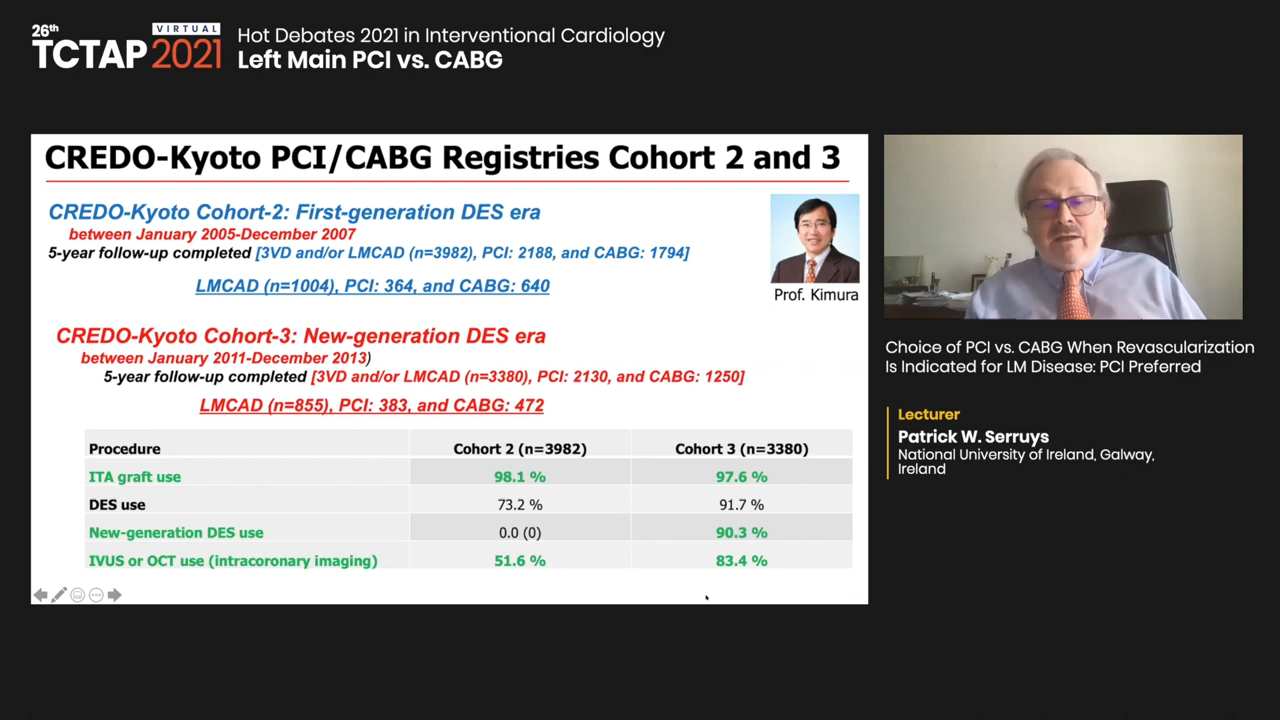 26th
VIRTUAL
TCTAP 2021
Hot Debates 2021 in Interventional Cardiology
Left Main PCI vs. CABG
CREDO-Kyoto PCI/CABG Registries Cohort 2 and 3
CREDO-Kyoto Cohort-2: First-generation DES era
between January 2005-December 2007
5-year follow-up completed [3VD and/or LMCAD (n=3982), PCI: 2188, and CABG: 1794]
LMCAD (n=1004), PCI: 364, and CABG: 640
Prof. Kimura
CREDO-Kyoto Cohort-3: New-generation DES era
between January 2011-December 2013)
5-year follow-up completed [3VD and/or LMCAD (n=3380), PCI: 2130, and CABG: 1250]
LMCAD (n=855), PCI: 383, and CABG: 472
Procedure Cohort 2 (n=3982) Cohort 3 (n=3380)
ITA graft use 98.1 % 97.6 %
DES use 73.2 % 91.7 %
New-generation DES use 0.0 (0) 90.3 %
IVUS or OCT use (intracoronary imaging) 51.6 % 83.4 %
Choice of PCI vs. CABG When Revascularization
Is Indicated for LM Disease: PCI Preferred
Lecturer
Patrick W. Serruys
National University of Ireland, Galway,
Ireland